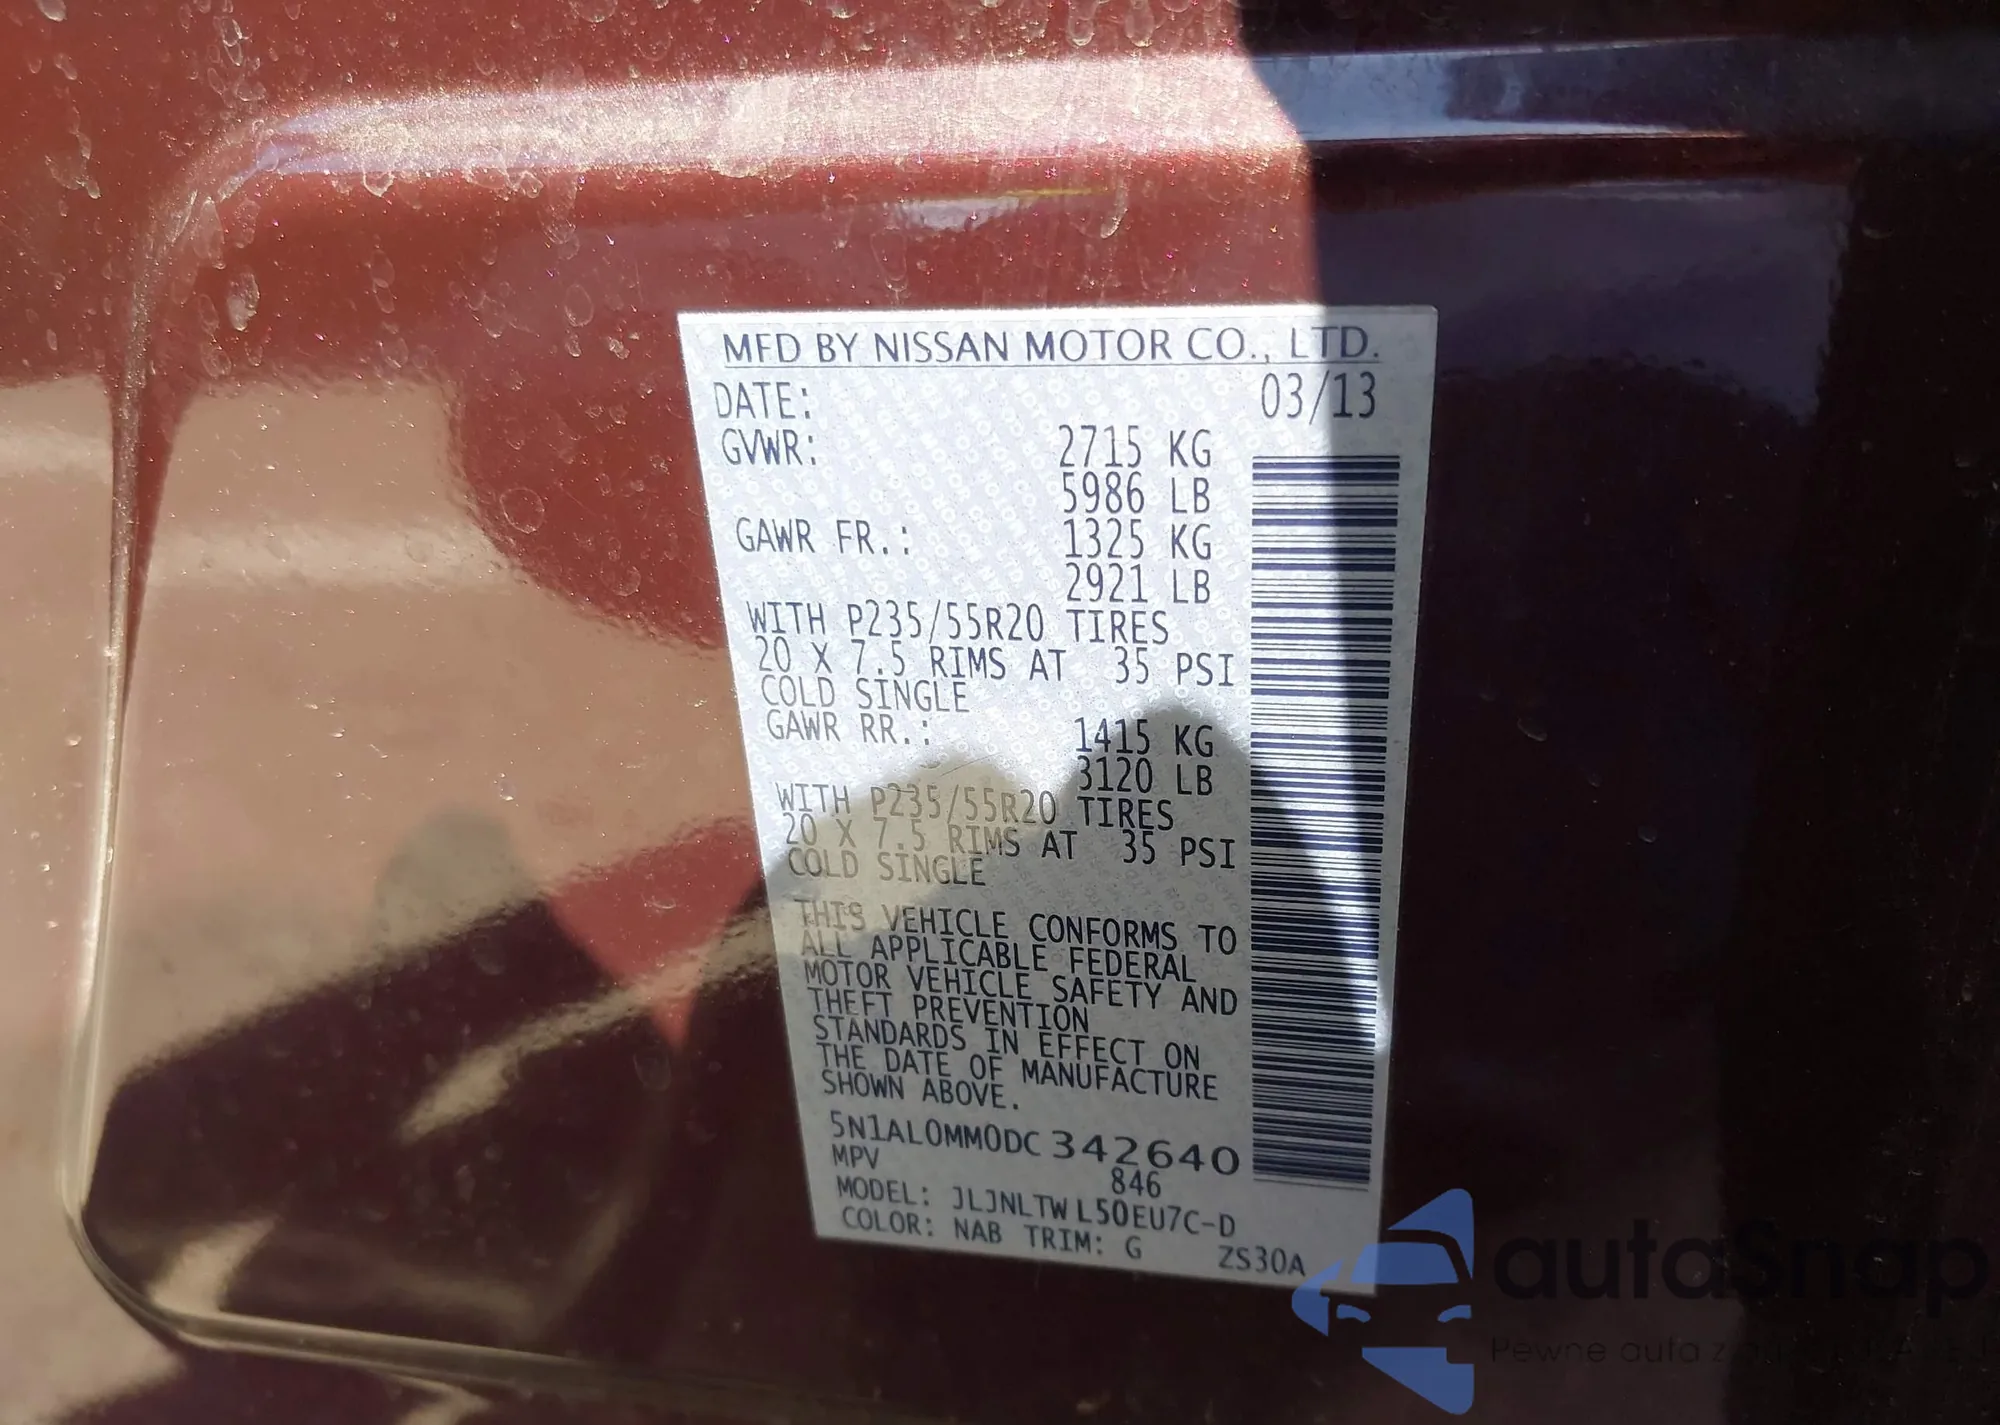 MFD BY NISSAN MOTOR CO., LTD.
DATE: 03/13
GVWR: 2715 KG
5986 LB
GAWR FR.: 1325 KG
2921 LB
WITH P235/55R20 TIRES
20 X 7.5 RIMS AT 35 PSI
COLD SINGLE
GAWR RR.: 1415 KG
3120 LB
WITH P235/55R20 TIRES
20 X 7.5 RIMS AT 35 PSI
COLD SINGLE
THIS VEHICLE CONFORMS TO
ALL APPLICABLE FEDERAL
MOTOR VEHICLE SAFETY AND
THEFT PREVENTION
STANDARDS IN EFFECT ON
THE DATE OF MANUFACTURE
SHOWN ABOVE.
5N1AL0MM0DC342640
MPV 846
MODEL: JLJNLTWL50EU7C-D
COLOR: NAB TRIM: G ZS30A
autaSnap
Pewne auta z